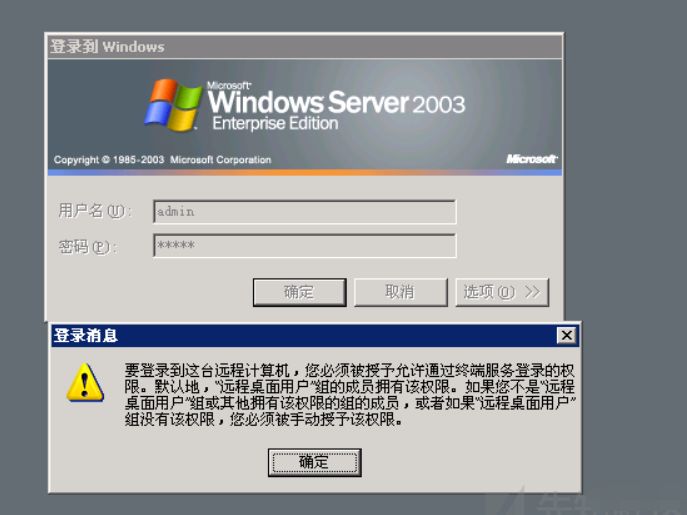 登录到 Windows
Microsoft
Windows Server 2003
Enterprise Edition
Copyright © 1985-2003 Microsoft Corporation
Microsoft
用户名(U):
admin
密码(P):
*****
确定
取消
选项(O) >>
登录消息
要登录到这台远程计算机，您必须被授予允许通过终端服务登录的权
限。默认地，“远程桌面用户”组的成员拥有该权限。如果您不是“远程
桌面用户”组或其他拥有该权限的组的成员，或者如果“远程桌面用户”
组没有该权限，您必须被手动授予该权限。
确定